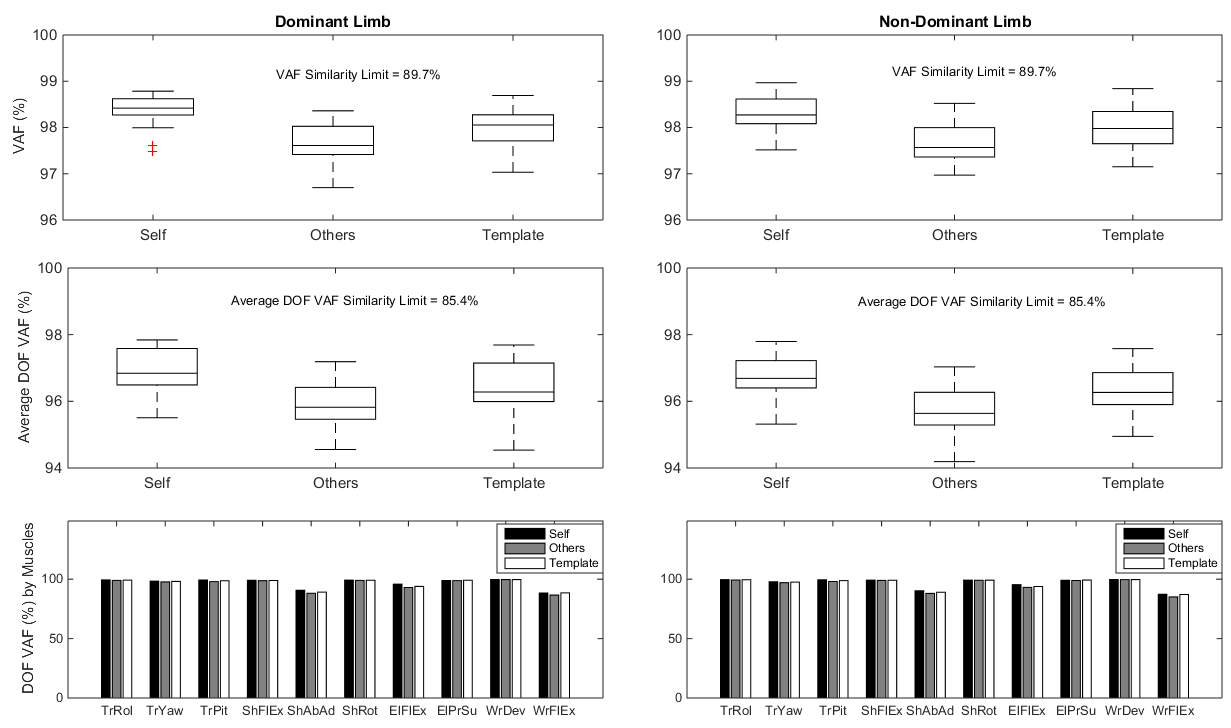 Dominant Limb
Non-Dominant Limb
VAF (%)
100
99
98
97
96
VAF Similarity Limit = 89.7%
Self Others Template
100
99
98
97
96
VAF Similarity Limit = 89.7%
Self Others Template
Average DOF VAF (%)
100
98
96
94
Average DOF VAF Similarity Limit = 85.4%
Self Others Template
100
98
96
94
Average DOF VAF Similarity Limit = 85.4%
Self Others Template
DOF VAF (%) by Muscles
100
50
0
Self
Others
Template
TrRol TrYaw TrPit ShFlEx ShAbAd ShRot ElFlEx ElPrSu WrDev WrFlEx
100
50
0
Self
Others
Template
TrRol TrYaw TrPit ShFlEx ShAbAd ShRot ElFlEx ElPrSu WrDev WrFlEx